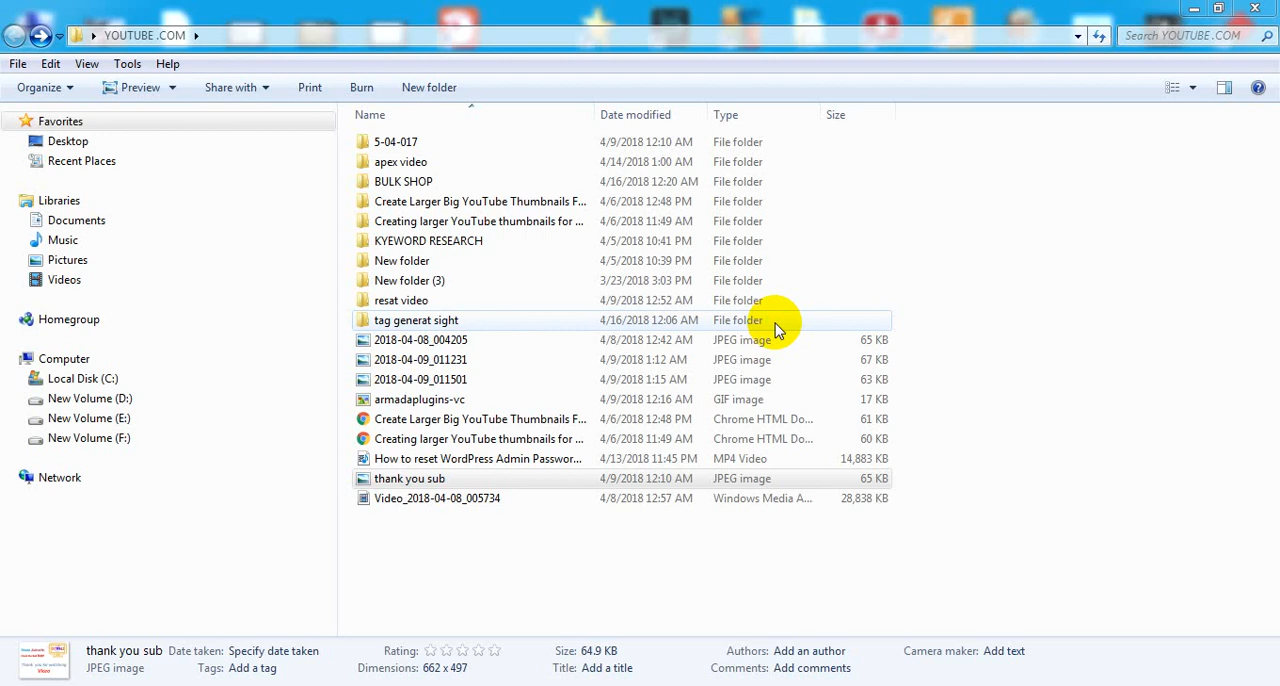 YOUTUBE .COM
Search YOUTUBE .COM
File Edit View Tools Help
Organize Preview Share with Print Burn New folder
Favorites
Desktop
Recent Places
Libraries
Documents
Music
Pictures
Videos
Homegroup
Computer
Local Disk (C:)
New Volume (D:)
New Volume (E:)
New Volume (F:)
Network
Name Date modified Type Size
5-04-017 4/9/2018 12:10 AM File folder
apex video 4/14/2018 1:00 AM File folder
BULK SHOP 4/16/2018 12:20 AM File folder
Create Larger Big YouTube Thumbnails F... 4/6/2018 12:48 PM File folder
Creating larger YouTube thumbnails for ... 4/6/2018 11:49 AM File folder
KYEWORD RESEARCH 4/5/2018 10:41 PM File folder
New folder 4/5/2018 10:39 PM File folder
New folder (3) 3/23/2018 3:03 PM File folder
resat video 4/9/2018 12:52 AM File folder
tag generat sight 4/16/2018 12:06 AM File folder
2018-04-08_004205 4/8/2018 12:42 AM JPEG image 65 KB
2018-04-09_011231 4/9/2018 1:12 AM JPEG image 67 KB
2018-04-09_011501 4/9/2018 1:15 AM JPEG image 63 KB
armadaplugins-vc 4/9/2018 12:16 AM GIF image 17 KB
Create Larger Big YouTube Thumbnails F... 4/6/2018 12:48 PM Chrome HTML Do... 61 KB
Creating larger YouTube thumbnails for ... 4/6/2018 11:49 AM Chrome HTML Do... 60 KB
How to reset WordPress Admin Passwor... 4/13/2018 11:45 PM MP4 Video 14,883 KB
thank you sub 4/9/2018 12:10 AM JPEG image 65 KB
Video_2018-04-08_005734 4/8/2018 12:57 AM Windows Media A... 28,838 KB
thank you sub Date taken: Specify date taken Rating: Size: 64.9 KB Authors: Add an author Camera maker: Add text
JPEG image Tags: Add a tag Dimensions: 662 x 497 Title: Add a title Comments: Add comments